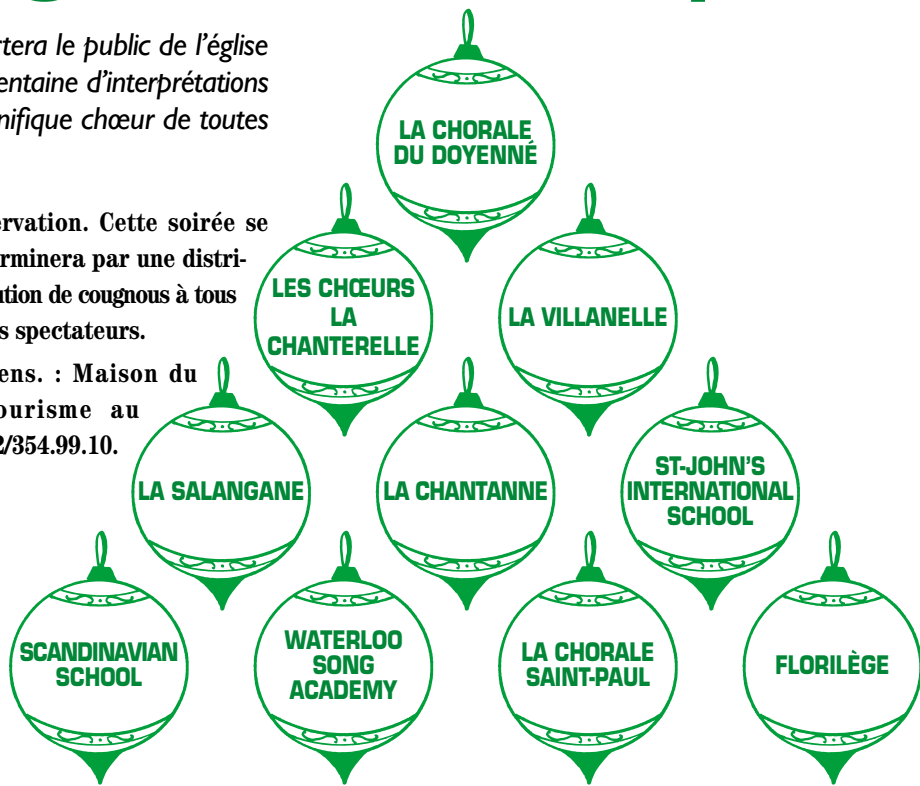 rtera le public de l'église
entaine d'interprétations
nifique chœur de toutes
ervation. Cette soirée se
rminera par une distri-
ution de cougnous à tous
s spectateurs.
ens. : Maison du
ourisme au
2/354.99.10.
LA CHORALE
DU DOYENNÉ
LES CHŒURS
LA
CHANTERELLE
LA VILLANELLE
LA SALANGANE
LA CHANTANNE
ST-JOHN'S
INTERNATIONAL
SCHOOL
SCANDINAVIAN
SCHOOL
WATERLOO
SONG
ACADEMY
LA CHORALE
SAINT-PAUL
FLORILÈGE